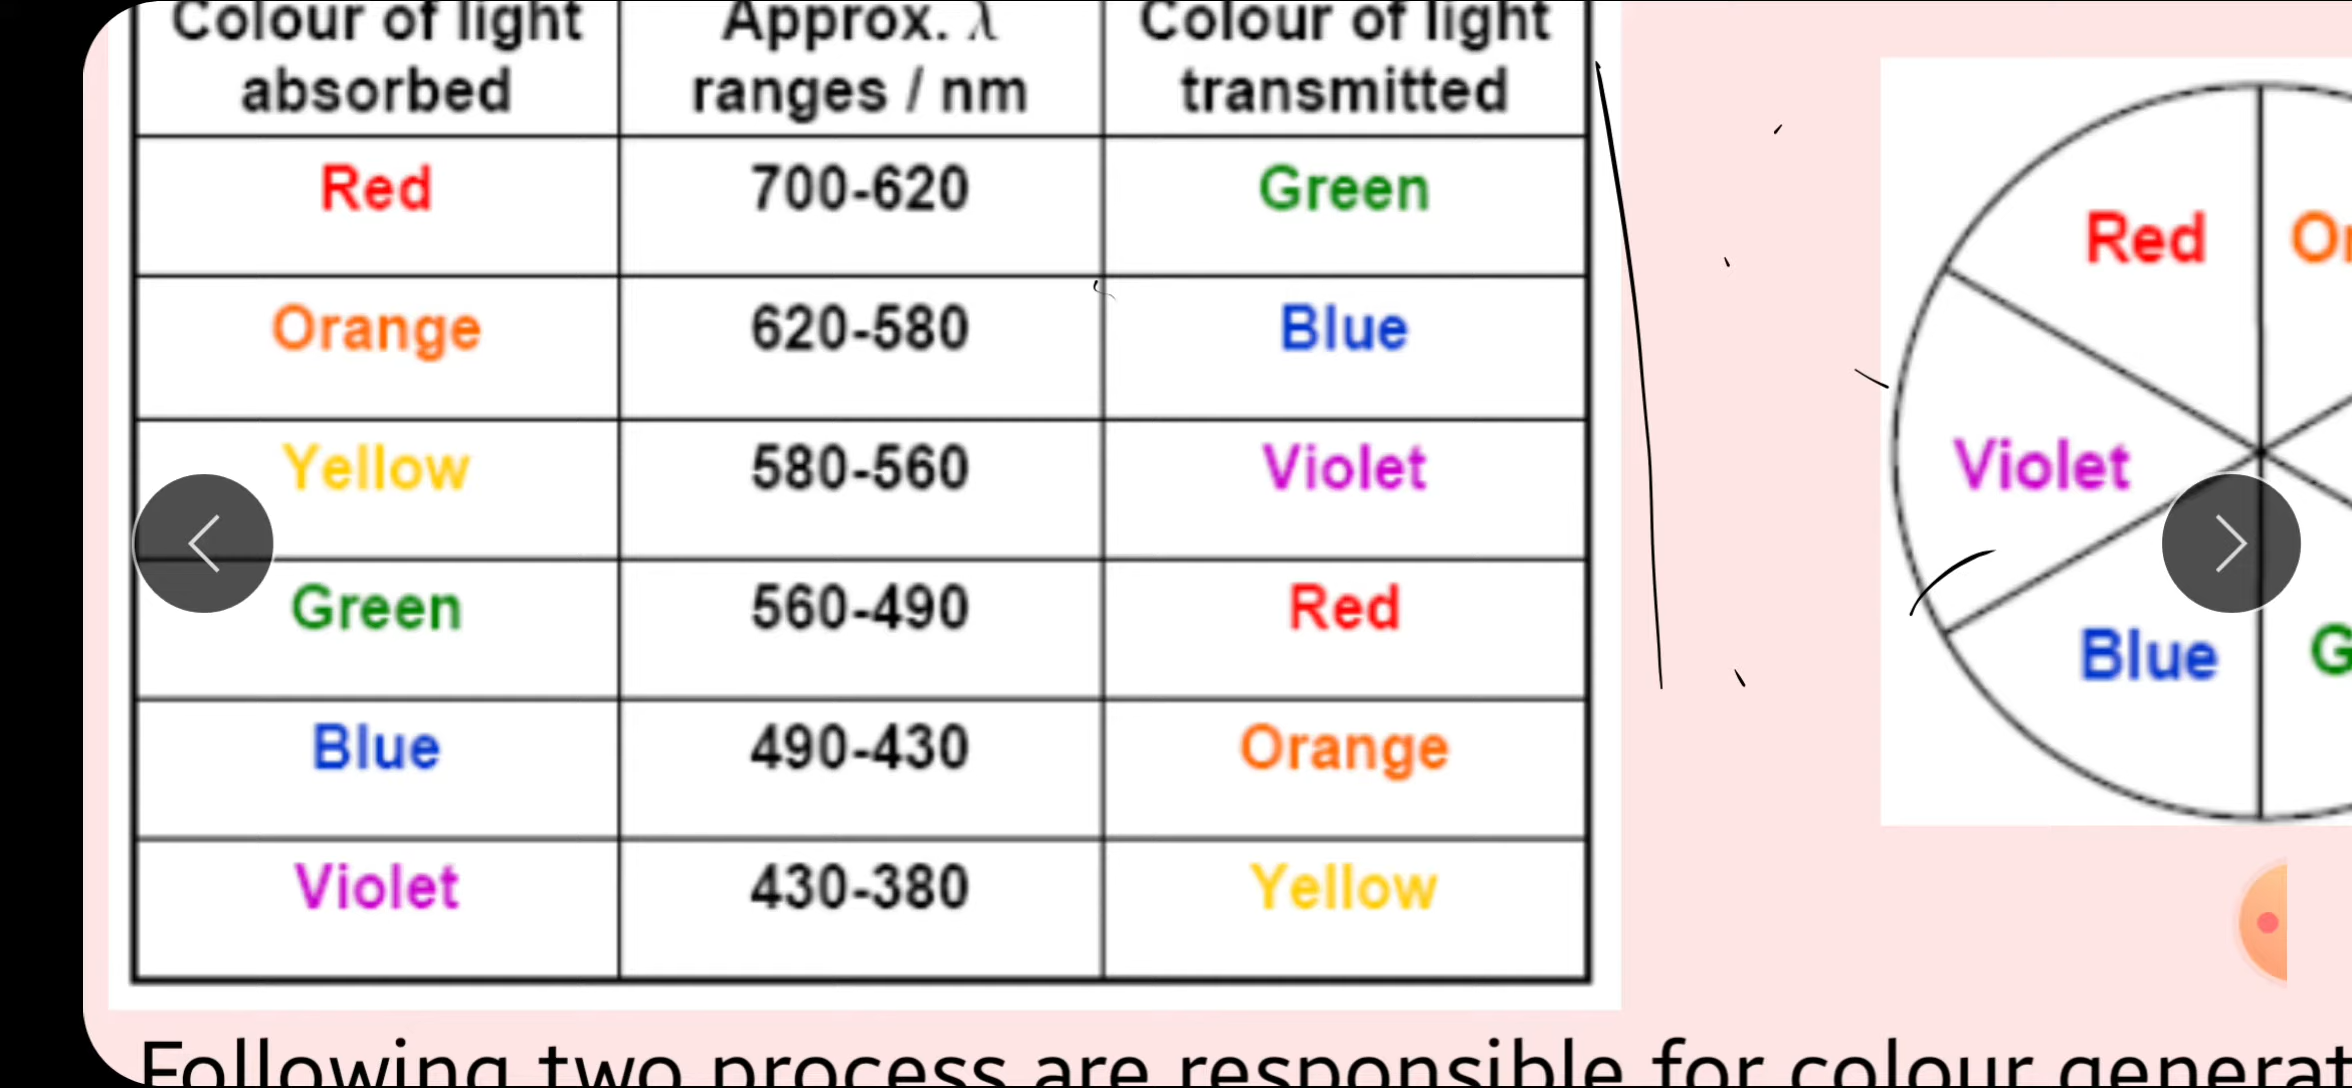 Colour of light absorbed Approx. λ ranges / nm Colour of light transmitted
Red 700-620 Green
Orange 620-580 Blue
Yellow 580-560 Violet
Green 560-490 Red
Blue 490-430 Orange
Violet 430-380 Yellow
Red Or
Violet
Blue G
Following two process are responsible for colour generat